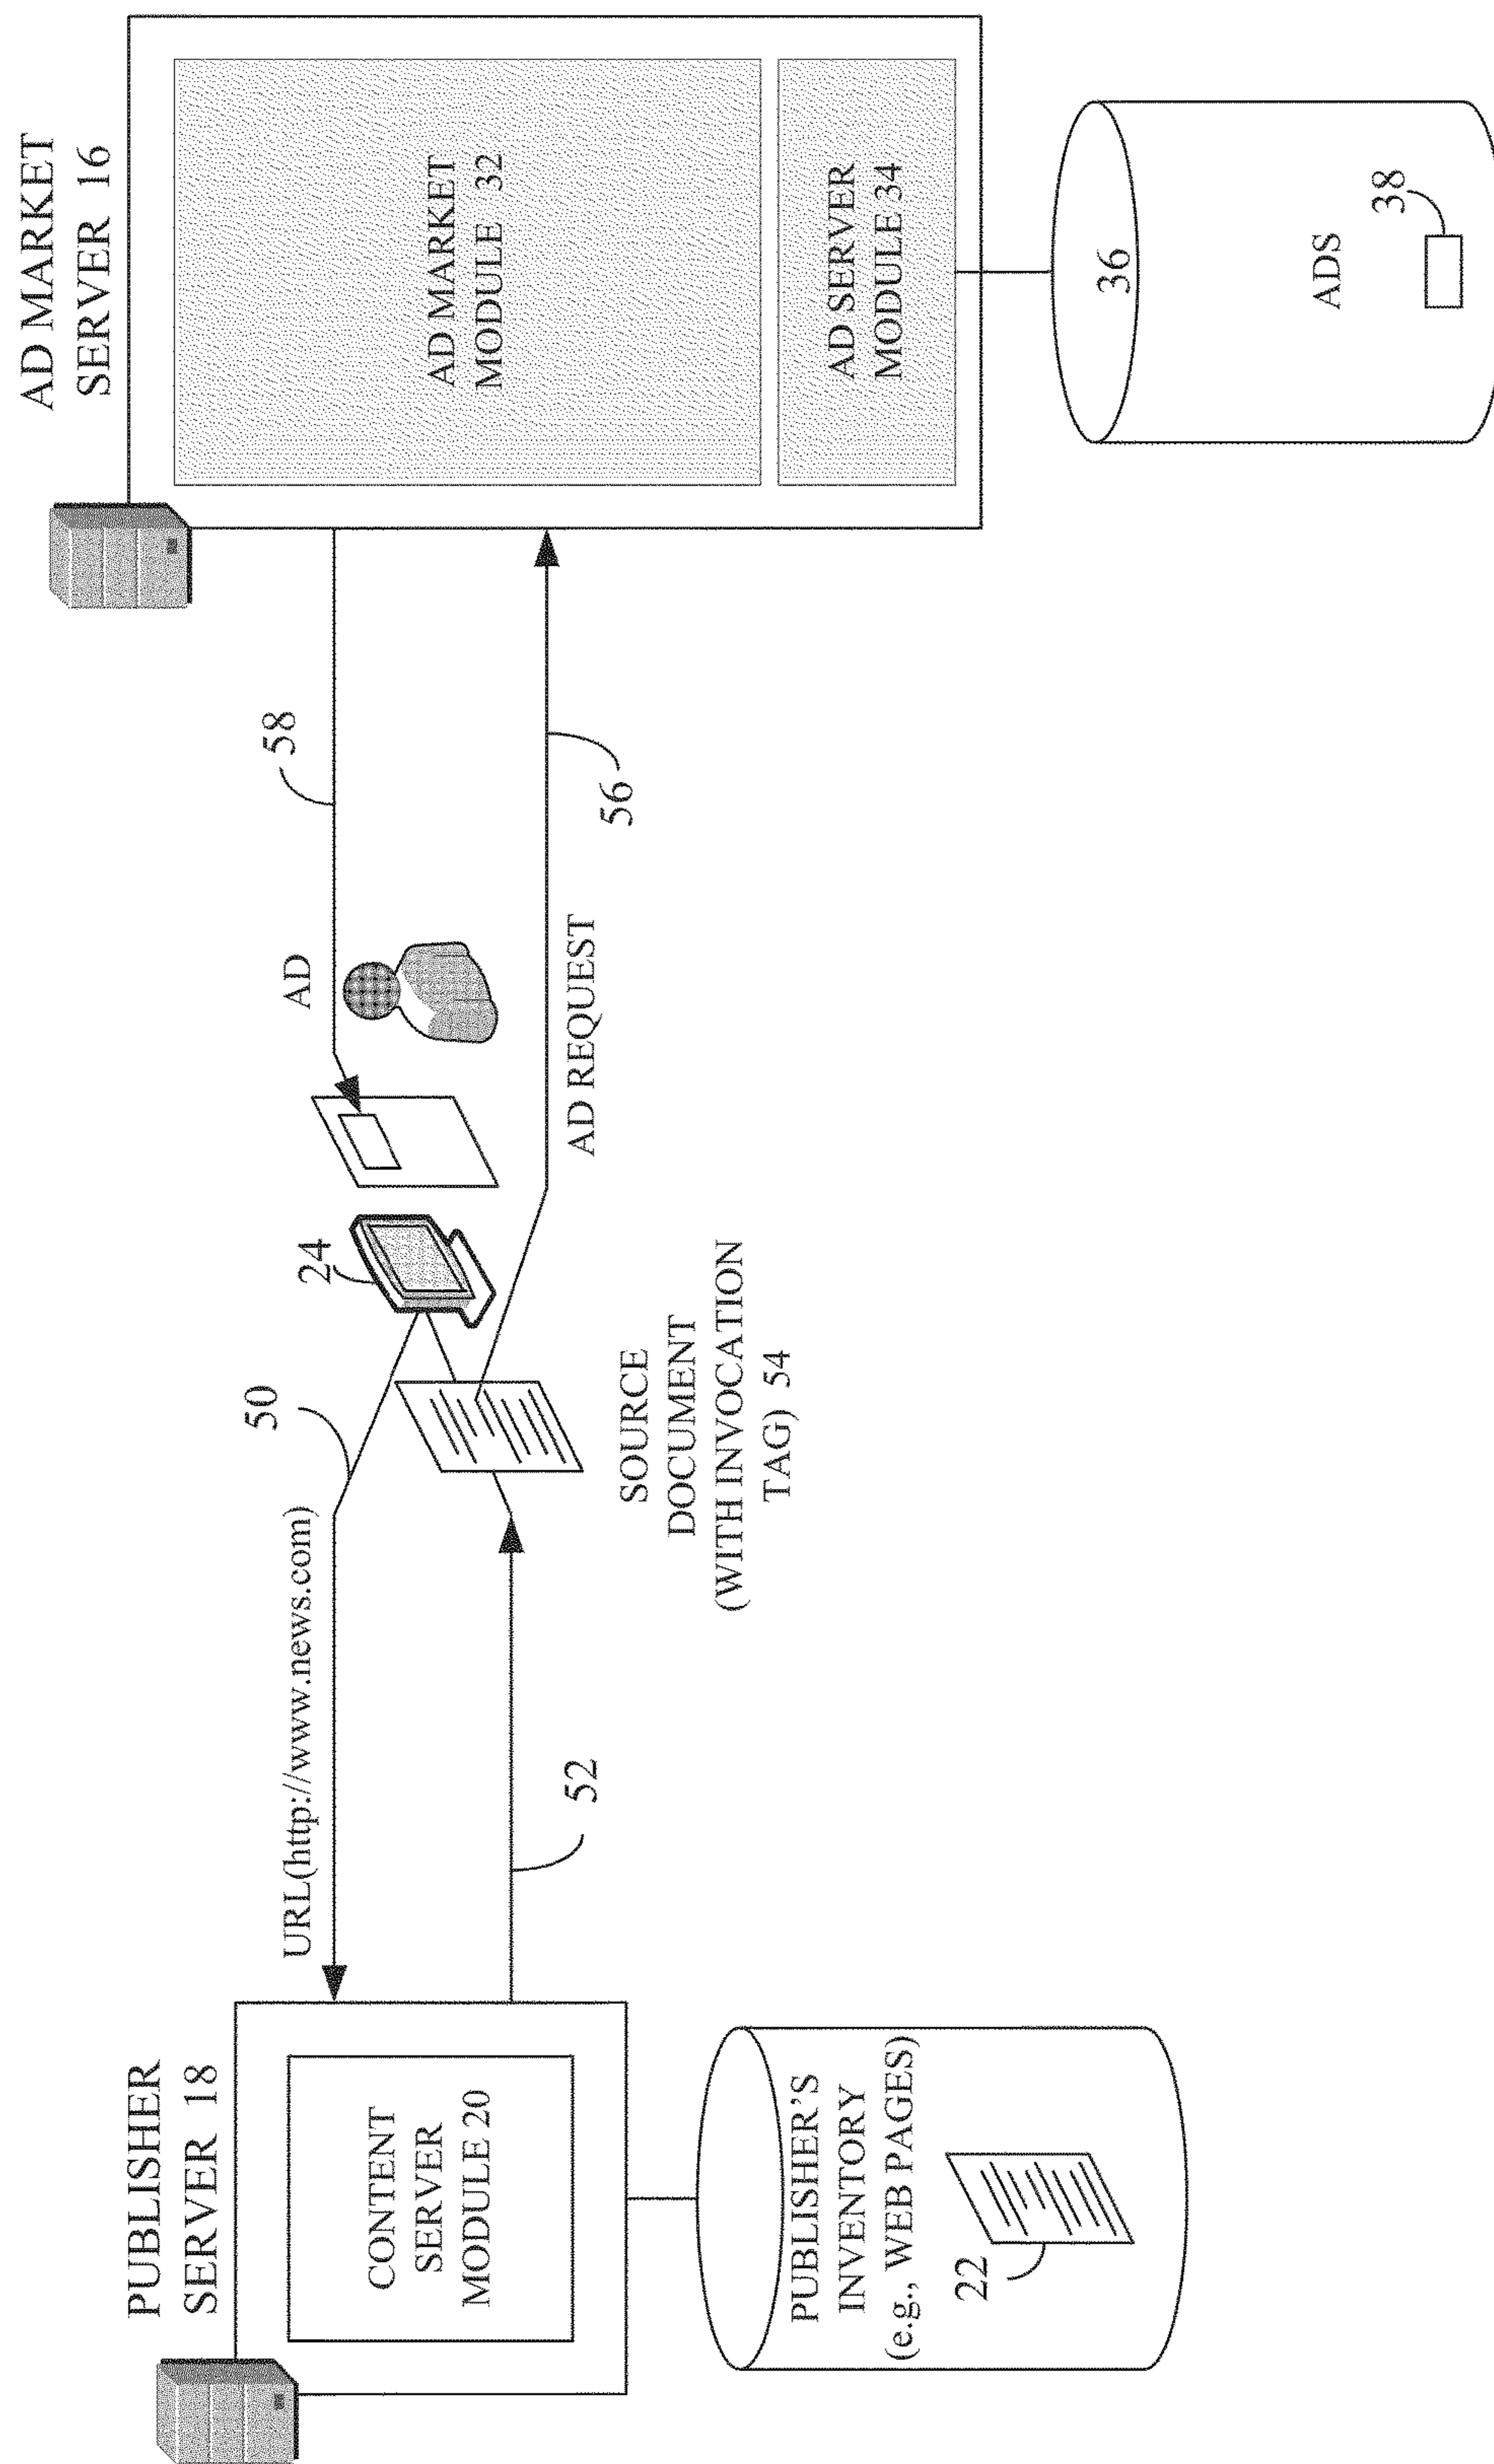 PUBLISHER
SERVER 18
CONTENT
SERVER
MODULE 20
PUBLISHER'S
INVENTORY
(e.g., WEB PAGES)
22
URL(http://www.news.com)
50
52
24
SOURCE
DOCUMENT
(WITH INVOCATION
TAG) 54
AD
58
AD REQUEST
56
AD MARKET
SERVER 16
AD MARKET
MODULE 32
AD SERVER
MODULE 34
36
ADS
38